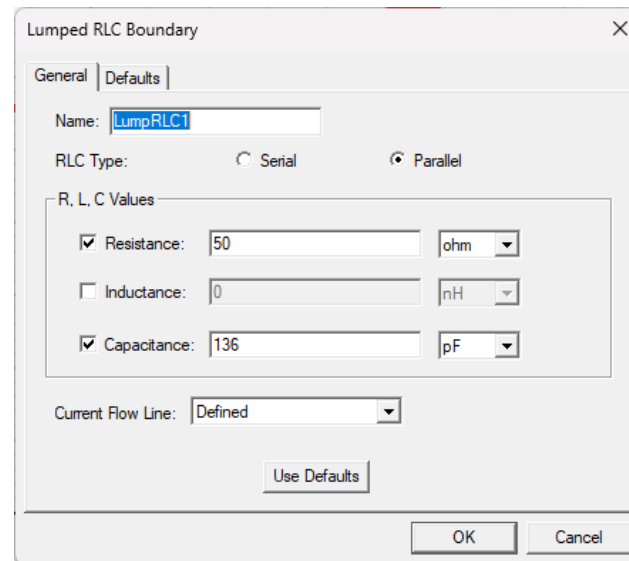 Lumped RLC Boundary
General Defaults
Name: LumpRLC1
RLC Type: Serial Parallel
R, L, C Values
Resistance: 50 ohm
Inductance: 0 nH
Capacitance: 136 pF
Current Flow Line: Defined
Use Defaults
OK Cancel